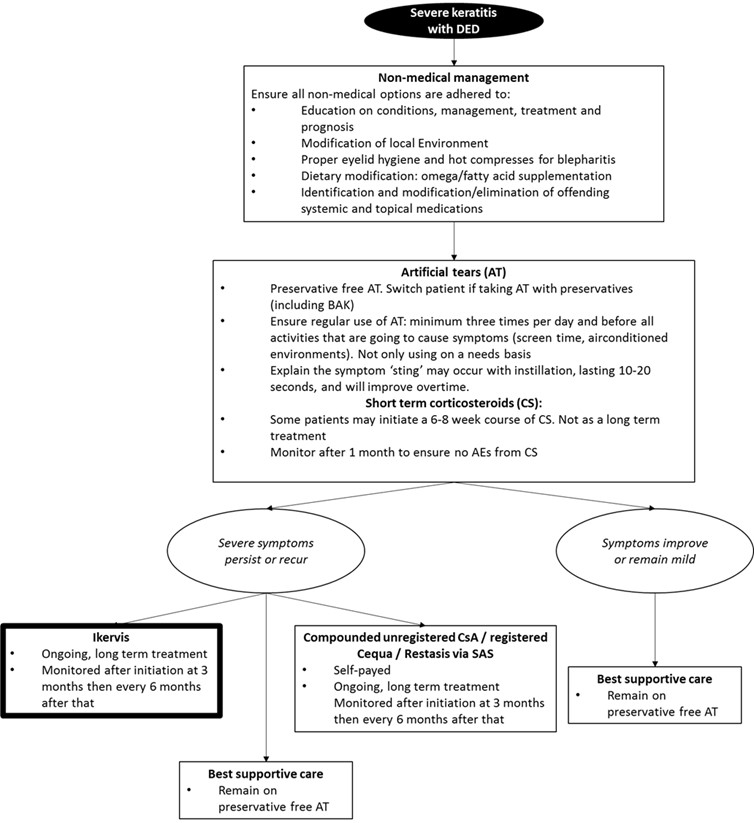 Severe keratitis
with DED
Non-medical management
Ensure all non-medical options are adhered to:
• Education on conditions, management, treatment and
prognosis
• Modification of local Environment
• Proper eyelid hygiene and hot compresses for blepharitis
• Dietary modification: omega/fatty acid supplementation
• Identification and modification/elimination of offending
systemic and topical medications
Artificial tears (AT)
• Preservative free AT. Switch patient if taking AT with preservatives
(including BAK)
• Ensure regular use of AT: minimum three times per day and before all
activities that are going to cause symptoms (screen time, airconditioned
environments). Not only using on a needs basis
• Explain the symptom ‘sting’ may occur with instillation, lasting 10-20
seconds, and will improve overtime.
Short term corticosteroids (CS):
• Some patients may initiate a 6-8 week course of CS. Not as a long term
treatment
• Monitor after 1 month to ensure no AEs from CS
Severe symptoms
persist or recur
Symptoms improve
or remain mild
Ikervis
• Ongoing, long term treatment
• Monitored after initiation at 3
months then every 6 months
after that
Compounded unregistered CsA / registered
Cequa / Restasis via SAS
• Self-payed
• Ongoing, long term treatment
Monitored after initiation at 3 months
then every 6 months after that
Best supportive care
• Remain on
preservative free AT
Best supportive care
• Remain on
preservative free AT